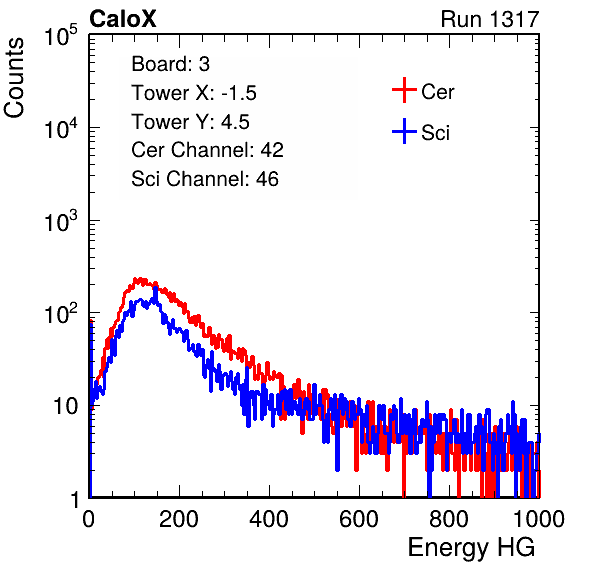 CaloX Run 1317
Counts
10^5
10^4
10^3
10^2
10
1
Board: 3
Tower X: -1.5
Tower Y: 4.5
Cer Channel: 42
Sci Channel: 46
Cer
Sci
0 200 400 600 800 1000
Energy HG